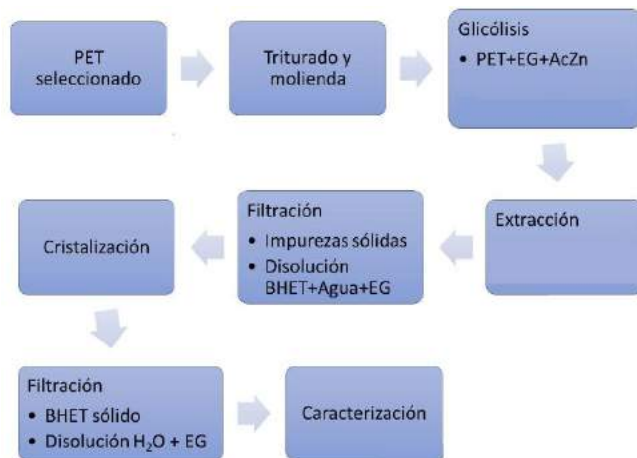 PET
seleccionado
Triturado y
molienda
Glicólisis
• PET+EG+AcZn
Extracción
Filtración
• Impurezas sólidas
• Disolución
BHET+Agua+EG
Cristalización
Filtración
• BHET sólido
• Disolución H₂O + EG
Caracterización